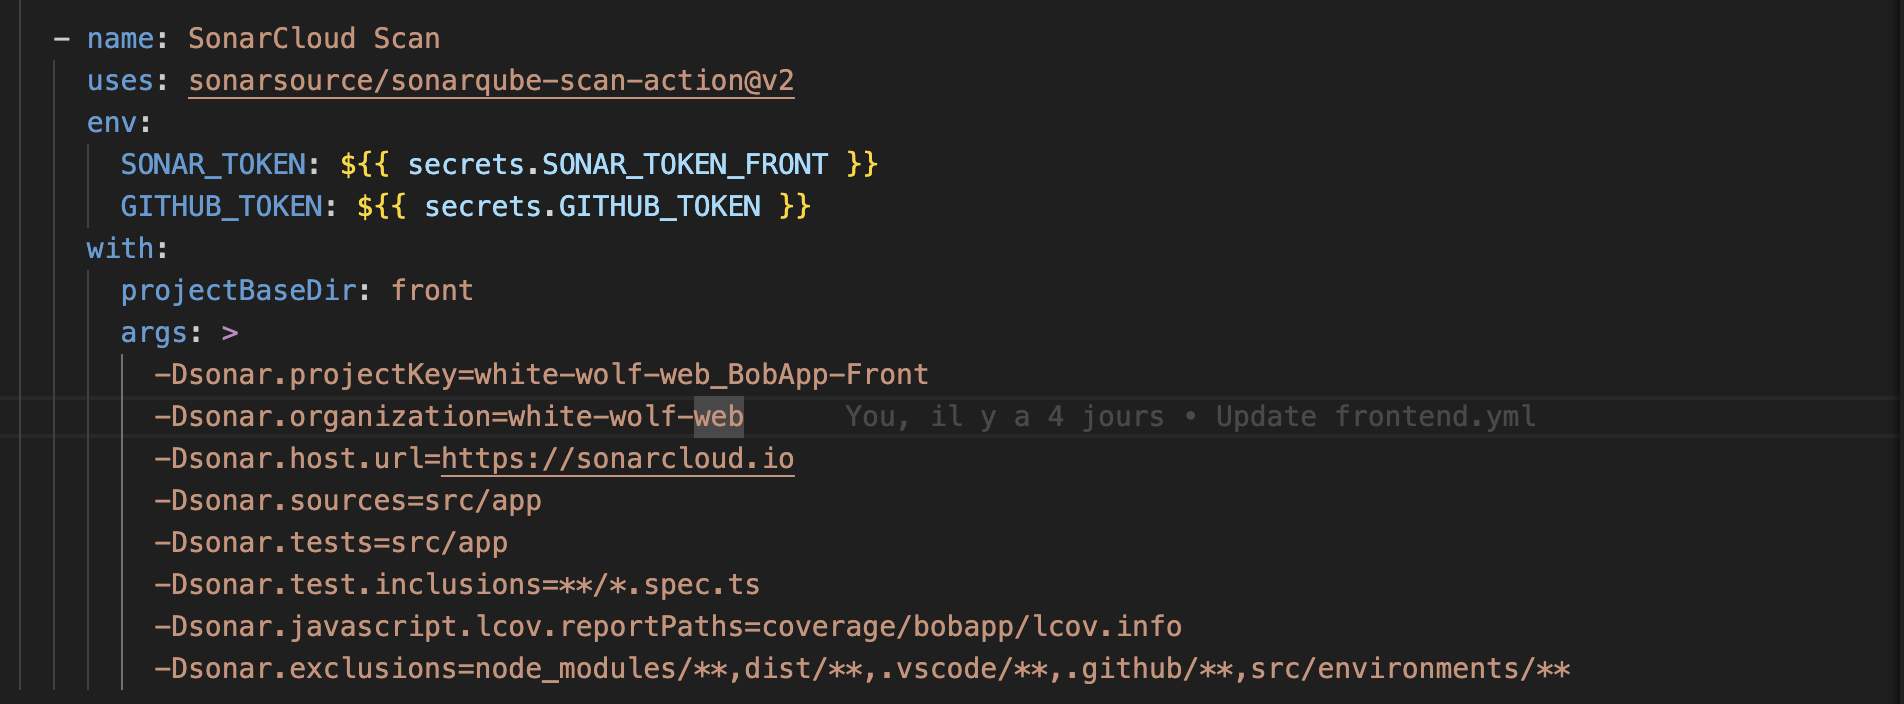 - name: SonarCloud Scan
uses: sonarsource/sonarqube-scan-action@v2
env:
SONAR_TOKEN: ${{ secrets.SONAR_TOKEN_FRONT }}
GITHUB_TOKEN: ${{ secrets.GITHUB_TOKEN }}
with:
projectBaseDir: front
args: >
-Dsonar.projectKey=white-wolf-web_BobApp-Front
-Dsonar.organization=white-wolf-web You, il y a 4 jours • Update frontend.yml
-Dsonar.host.url=https://sonarcloud.io
-Dsonar.sources=src/app
-Dsonar.tests=src/app
-Dsonar.test.inclusions=**/*.spec.ts
-Dsonar.javascript.lcov.reportPaths=coverage/bobapp/lcov.info
-Dsonar.exclusions=node_modules/**,dist/**,.vscode/**,.github/**,src/environments/**